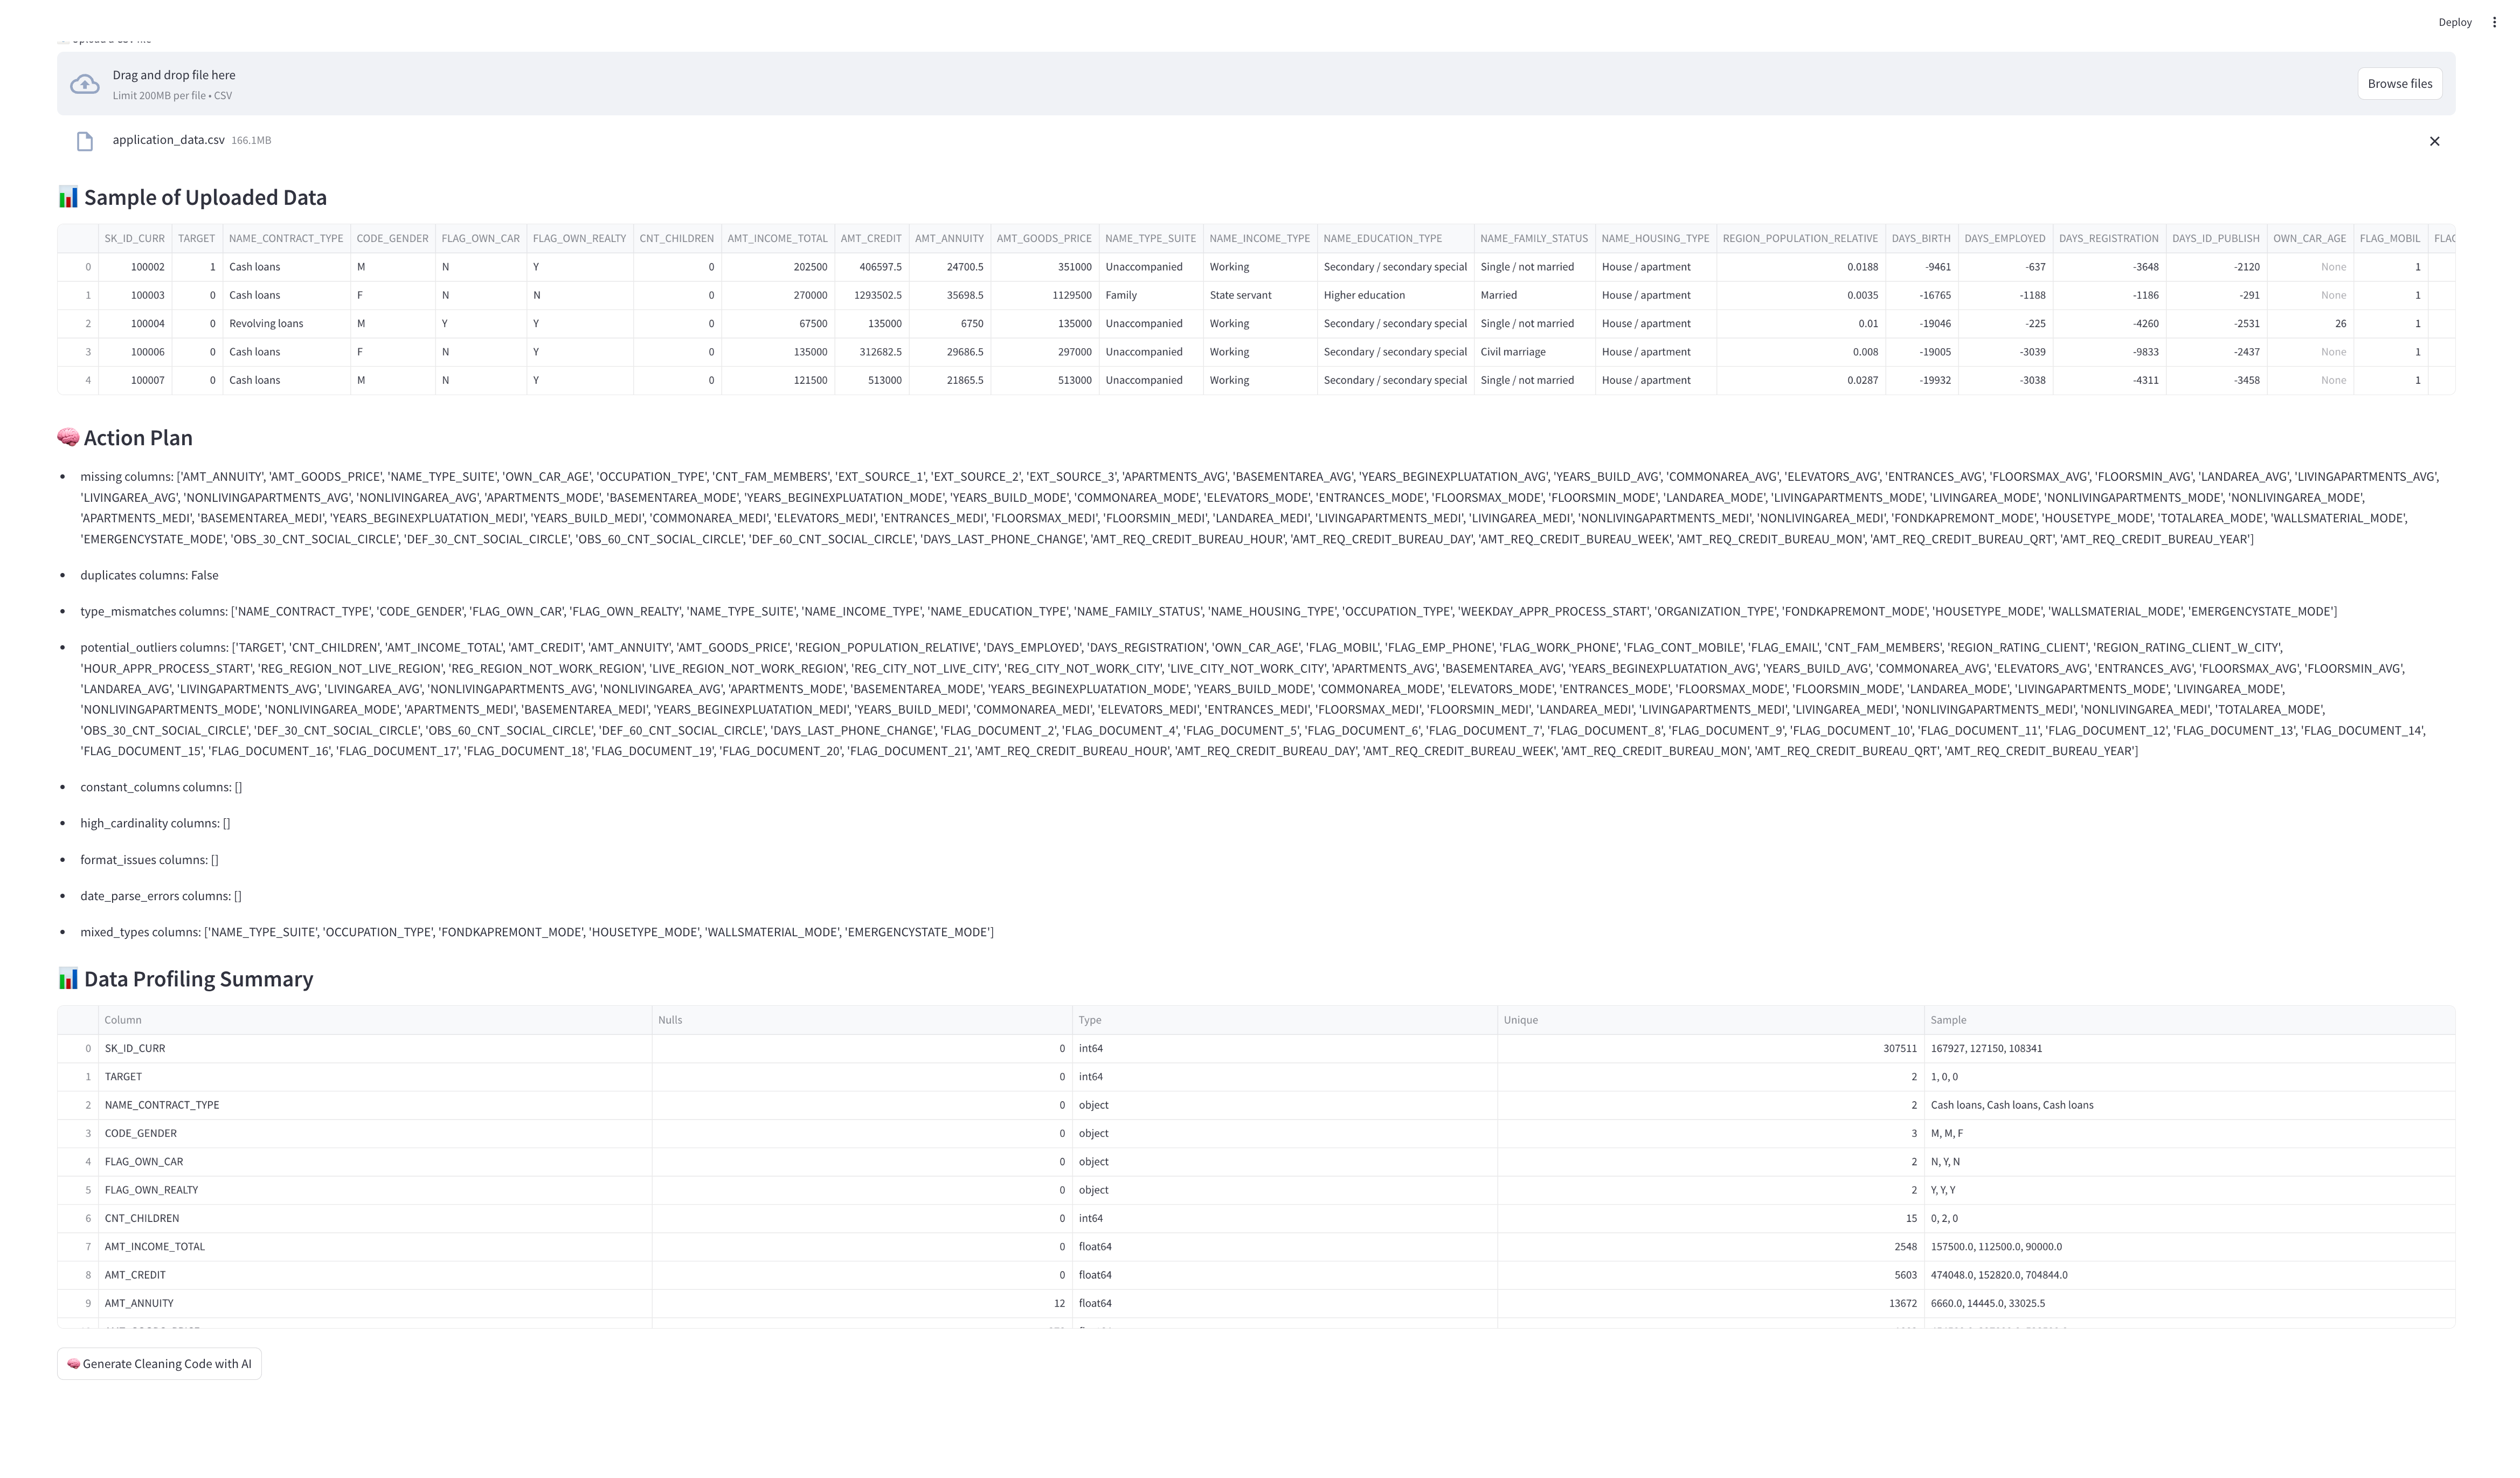 Deploy
Drag and drop file here
Limit 200MB per file • CSV
Browse files
application_data.csv 166.1MB
Sample of Uploaded Data
SK_ID_CURR TARGET NAME_CONTRACT_TYPE CODE_GENDER FLAG_OWN_CAR FLAG_OWN_REALTY CNT_CHILDREN AMT_INCOME_TOTAL AMT_CREDIT AMT_ANNUITY AMT_GOODS_PRICE NAME_TYPE_SUITE NAME_INCOME_TYPE NAME_EDUCATION_TYPE NAME_FAMILY_STATUS NAME_HOUSING_TYPE REGION_POPULATION_RELATIVE DAYS_BIRTH DAYS_EMPLOYED DAYS_REGISTRATION DAYS_ID_PUBLISH OWN_CAR_AGE FLAG_MOBIL
0 100002 1 Cash loans M N Y 0 202500 406597.5 24700.5 351000 Unaccompanied Working Secondary / secondary special Single / not married House / apartment 0.0188 -9461 -637 -3648 -2120 None 1
1 100003 0 Cash loans F N N 0 270000 1293502.5 35698.5 1129500 Family State servant Higher education Married House / apartment 0.0035 -16765 -1188 -1186 -291 None 1
2 100004 0 Revolving loans M Y Y 0 67500 135000 6750 135000 Unaccompanied Working Secondary / secondary special Single / not married House / apartment 0.01 -19046 -225 -4260 -2531 26 1
3 100006 0 Cash loans F N Y 0 135000 312682.5 29686.5 297000 Unaccompanied Working Secondary / secondary special Civil marriage House / apartment 0.008 -19005 -3039 -9833 -2437 None 1
4 100007 0 Cash loans M N Y 0 121500 513000 21865.5 513000 Unaccompanied Working Secondary / secondary special Single / not married House / apartment 0.0287 -19932 -3038 -4311 -3458 None 1
Action Plan
• missing columns: ['AMT_ANNUITY', 'AMT_GOODS_PRICE', 'NAME_TYPE_SUITE', 'OWN_CAR_AGE', 'OCCUPATION_TYPE', 'CNT_FAM_MEMBERS', 'EXT_SOURCE_1', 'EXT_SOURCE_2', 'EXT_SOURCE_3', 'APARTMENTS_AVG', 'BASEMENTAREA_AVG', 'YEARS_BEGINEXPLUATATION_AVG', 'YEARS_BUILD_AVG', 'COMMONAREA_AVG', 'ELEVATORS_AVG', 'ENTRANCES_AVG', 'FLOORSMAX_AVG', 'FLOORSMIN_AVG', 'LANDAREA_AVG', 'LIVINGAPARTMENTS_AVG',
'LIVINGAREA_AVG', 'NONLIVINGAPARTMENTS_AVG', 'NONLIVINGAREA_AVG', 'APARTMENTS_MODE', 'BASEMENTAREA_MODE', 'YEARS_BEGINEXPLUATATION_MODE', 'YEARS_BUILD_MODE', 'COMMONAREA_MODE', 'ELEVATORS_MODE', 'ENTRANCES_MODE', 'FLOORSMAX_MODE', 'FLOORSMIN_MODE', 'LANDAREA_MODE', 'LIVINGAPARTMENTS_MODE', 'LIVINGAREA_MODE', 'NONLIVINGAPARTMENTS_MODE', 'NONLIVINGAREA_MODE',
'APARTMENTS_MEDI', 'BASEMENTAREA_MEDI', 'YEARS_BEGINEXPLUATATION_MEDI', 'YEARS_BUILD_MEDI', 'COMMONAREA_MEDI', 'ELEVATORS_MEDI', 'ENTRANCES_MEDI', 'FLOORSMAX_MEDI', 'FLOORSMIN_MEDI', 'LANDAREA_MEDI', 'LIVINGAPARTMENTS_MEDI', 'LIVINGAREA_MEDI', 'NONLIVINGAPARTMENTS_MEDI', 'NONLIVINGAREA_MEDI', 'FONDKAPREMONT_MODE', 'HOUSETYPE_MODE', 'TOTALAREA_MODE', 'WALLSMATERIAL_MODE',
'EMERGENCYSTATE_MODE', 'OBS_30_CNT_SOCIAL_CIRCLE', 'DEF_30_CNT_SOCIAL_CIRCLE', 'OBS_60_CNT_SOCIAL_CIRCLE', 'DEF_60_CNT_SOCIAL_CIRCLE', 'DAYS_LAST_PHONE_CHANGE', 'AMT_REQ_CREDIT_BUREAU_HOUR', 'AMT_REQ_CREDIT_BUREAU_DAY', 'AMT_REQ_CREDIT_BUREAU_WEEK', 'AMT_REQ_CREDIT_BUREAU_MON', 'AMT_REQ_CREDIT_BUREAU_QRT', 'AMT_REQ_CREDIT_BUREAU_YEAR']
• duplicates columns: False
• type_mismatches columns: ['NAME_CONTRACT_TYPE', 'CODE_GENDER', 'FLAG_OWN_CAR', 'FLAG_OWN_REALTY', 'NAME_TYPE_SUITE', 'NAME_INCOME_TYPE', 'NAME_EDUCATION_TYPE', 'NAME_FAMILY_STATUS', 'NAME_HOUSING_TYPE', 'OCCUPATION_TYPE', 'WEEKDAY_APPR_PROCESS_START', 'ORGANIZATION_TYPE', 'FONDKAPREMONT_MODE', 'HOUSETYPE_MODE', 'WALLSMATERIAL_MODE', 'EMERGENCYSTATE_MODE']
• potential_outliers columns: ['TARGET', 'CNT_CHILDREN', 'AMT_INCOME_TOTAL', 'AMT_CREDIT', 'AMT_ANNUITY', 'AMT_GOODS_PRICE', 'REGION_POPULATION_RELATIVE', 'DAYS_EMPLOYED', 'DAYS_REGISTRATION', 'OWN_CAR_AGE', 'FLAG_MOBIL', 'FLAG_EMP_PHONE', 'FLAG_WORK_PHONE', 'FLAG_CONT_MOBILE', 'FLAG_EMAIL', 'CNT_FAM_MEMBERS', 'REGION_RATING_CLIENT', 'REGION_RATING_CLIENT_W_CITY',
'HOUR_APPR_PROCESS_START', 'REG_REGION_NOT_LIVE_REGION', 'REG_REGION_NOT_WORK_REGION', 'LIVE_REGION_NOT_WORK_REGION', 'REG_CITY_NOT_LIVE_CITY', 'REG_CITY_NOT_WORK_CITY', 'LIVE_CITY_NOT_WORK_CITY', 'APARTMENTS_AVG', 'BASEMENTAREA_AVG', 'YEARS_BEGINEXPLUATATION_AVG', 'YEARS_BUILD_AVG', 'COMMONAREA_AVG', 'ELEVATORS_AVG', 'ENTRANCES_AVG', 'FLOORSMAX_AVG', 'FLOORSMIN_AVG',
'LANDAREA_AVG', 'LIVINGAPARTMENTS_AVG', 'LIVINGAREA_AVG', 'NONLIVINGAPARTMENTS_AVG', 'NONLIVINGAREA_AVG', 'APARTMENTS_MODE', 'BASEMENTAREA_MODE', 'YEARS_BEGINEXPLUATATION_MODE', 'YEARS_BUILD_MODE', 'COMMONAREA_MODE', 'ELEVATORS_MODE', 'ENTRANCES_MODE', 'FLOORSMAX_MODE', 'FLOORSMIN_MODE', 'LANDAREA_MODE', 'LIVINGAPARTMENTS_MODE', 'LIVINGAREA_MODE',
'NONLIVINGAPARTMENTS_MODE', 'NONLIVINGAREA_MODE', 'APARTMENTS_MEDI', 'BASEMENTAREA_MEDI', 'YEARS_BEGINEXPLUATATION_MEDI', 'YEARS_BUILD_MEDI', 'COMMONAREA_MEDI', 'ELEVATORS_MEDI', 'ENTRANCES_MEDI', 'FLOORSMAX_MEDI', 'FLOORSMIN_MEDI', 'LANDAREA_MEDI', 'LIVINGAPARTMENTS_MEDI', 'LIVINGAREA_MEDI', 'NONLIVINGAPARTMENTS_MEDI', 'NONLIVINGAREA_MEDI', 'TOTALAREA_MODE',
'OBS_30_CNT_SOCIAL_CIRCLE', 'DEF_30_CNT_SOCIAL_CIRCLE', 'OBS_60_CNT_SOCIAL_CIRCLE', 'DEF_60_CNT_SOCIAL_CIRCLE', 'DAYS_LAST_PHONE_CHANGE', 'FLAG_DOCUMENT_2', 'FLAG_DOCUMENT_4', 'FLAG_DOCUMENT_5', 'FLAG_DOCUMENT_6', 'FLAG_DOCUMENT_7', 'FLAG_DOCUMENT_8', 'FLAG_DOCUMENT_9', 'FLAG_DOCUMENT_10', 'FLAG_DOCUMENT_11', 'FLAG_DOCUMENT_12', 'FLAG_DOCUMENT_13', 'FLAG_DOCUMENT_14',
'FLAG_DOCUMENT_15', 'FLAG_DOCUMENT_16', 'FLAG_DOCUMENT_17', 'FLAG_DOCUMENT_18', 'FLAG_DOCUMENT_19', 'FLAG_DOCUMENT_20', 'FLAG_DOCUMENT_21', 'AMT_REQ_CREDIT_BUREAU_HOUR', 'AMT_REQ_CREDIT_BUREAU_DAY', 'AMT_REQ_CREDIT_BUREAU_WEEK', 'AMT_REQ_CREDIT_BUREAU_MON', 'AMT_REQ_CREDIT_BUREAU_QRT', 'AMT_REQ_CREDIT_BUREAU_YEAR']
• constant_columns columns: []
• high_cardinality columns: []
• format_issues columns: []
• date_parse_errors columns: []
• mixed_types columns: ['NAME_TYPE_SUITE', 'OCCUPATION_TYPE', 'FONDKAPREMONT_MODE', 'HOUSETYPE_MODE', 'WALLSMATERIAL_MODE', 'EMERGENCYSTATE_MODE']
Data Profiling Summary
Column Nulls Type Unique Sample
0 SK_ID_CURR 0 int64 307511 167927, 127150, 108341
1 TARGET 0 int64 2 1, 0, 0
2 NAME_CONTRACT_TYPE 0 object 2 Cash loans, Cash loans, Cash loans
3 CODE_GENDER 0 object 3 M, M, F
4 FLAG_OWN_CAR 0 object 2 N, Y, N
5 FLAG_OWN_REALTY 0 object 2 Y, Y, Y
6 CNT_CHILDREN 0 int64 15 0, 2, 0
7 AMT_INCOME_TOTAL 0 float64 2548 157500.0, 112500.0, 90000.0
8 AMT_CREDIT 0 float64 5603 474048.0, 152820.0, 704844.0
9 AMT_ANNUITY 12 float64 13672 6660.0, 14445.0, 33025.5
Generate Cleaning Code with AI